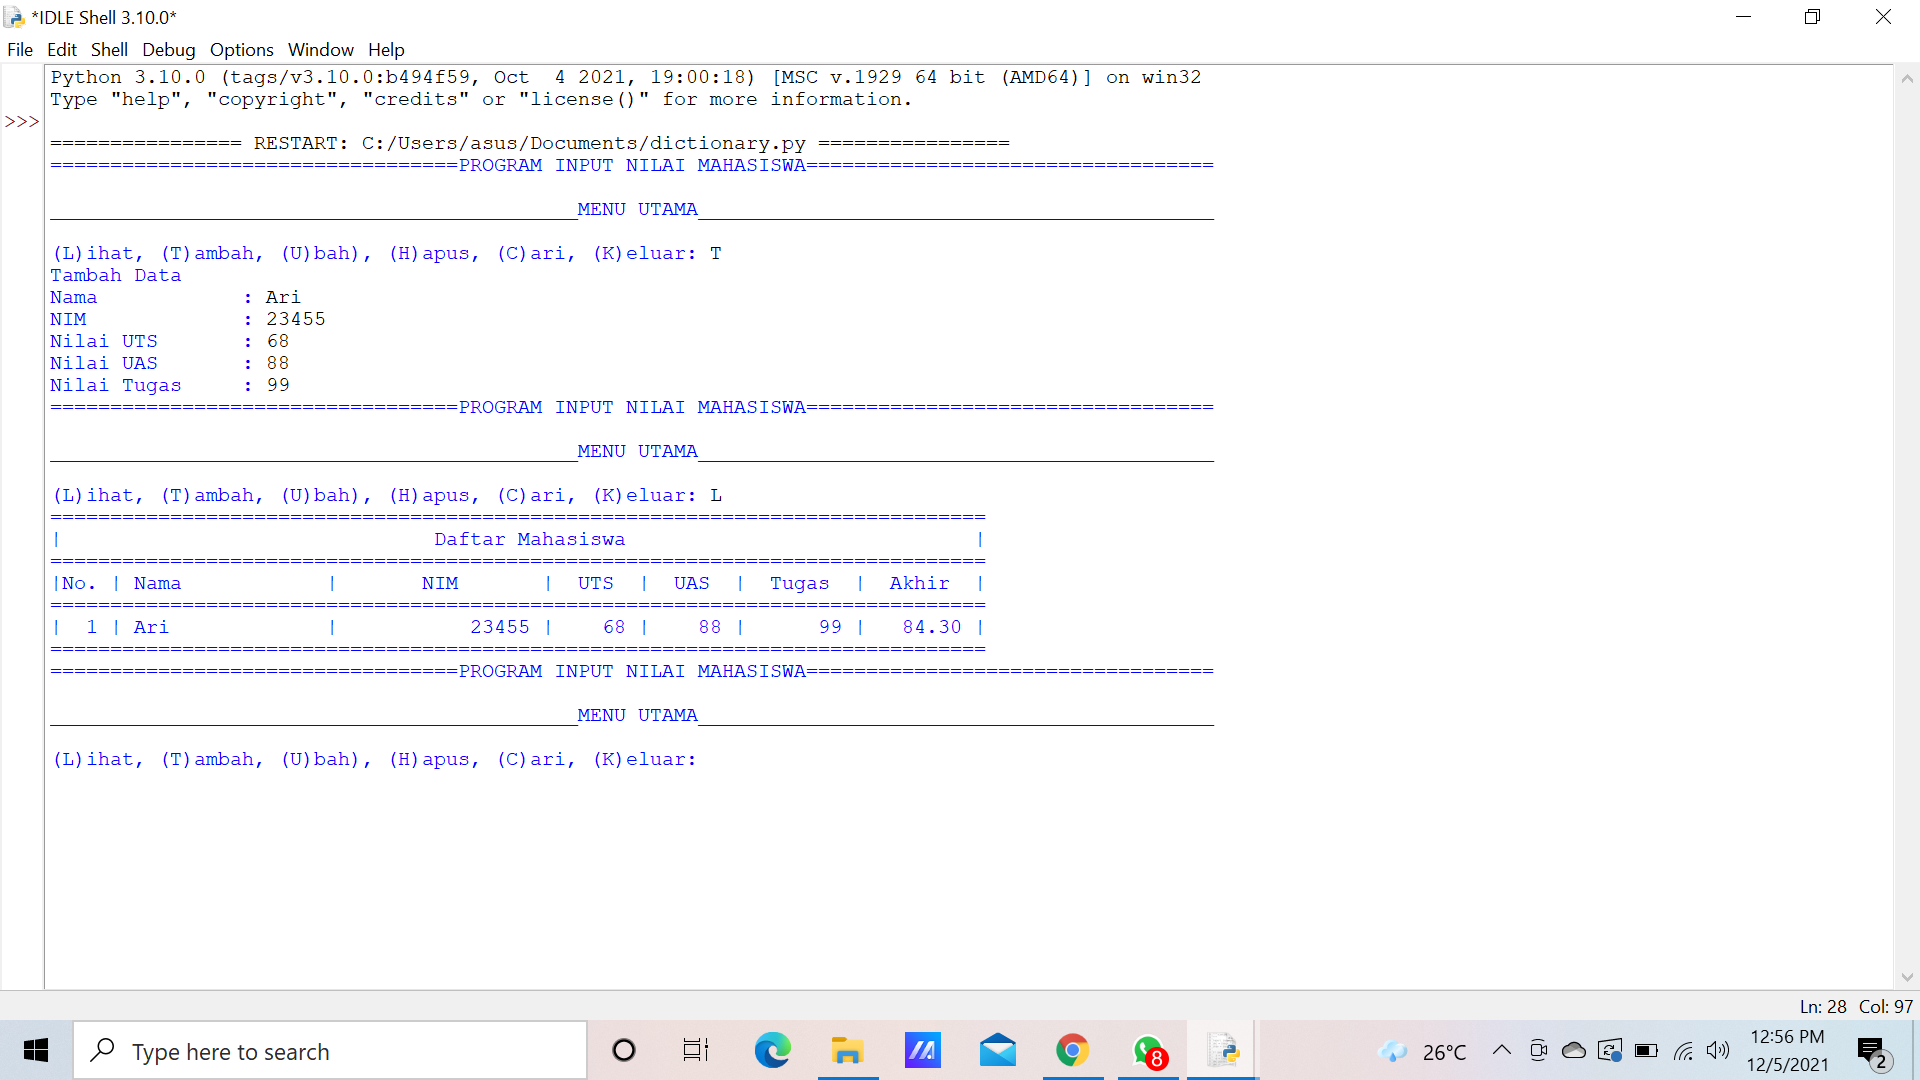 *IDLE Shell 3.10.0*
File Edit Shell Debug Options Window Help
Python 3.10.0 (tags/v3.10.0:b494f59, Oct  4 2021, 19:00:18) [MSC v.1929 64 bit (AMD64)] on win32
Type "help", "copyright", "credits" or "license()" for more information.
>>>
================ RESTART: C:/Users/asus/Documents/dictionary.py ================
==================================PROGRAM INPUT NILAI MAHASISWA==================================
____________________________________________MENU UTAMA___________________________________________
(L)ihat, (T)ambah, (U)bah), (H)apus, (C)ari, (K)eluar: T
Tambah Data
Nama            : Ari
NIM             : 23455
Nilai UTS       : 68
Nilai UAS       : 88
Nilai Tugas     : 99
==================================PROGRAM INPUT NILAI MAHASISWA==================================
____________________________________________MENU UTAMA___________________________________________
(L)ihat, (T)ambah, (U)bah), (H)apus, (C)ari, (K)eluar: L
==============================================================================
|                               Daftar Mahasiswa                             |
==============================================================================
|No. | Nama            |       NIM       |  UTS  |  UAS  |  Tugas  |  Akhir  |
==============================================================================
|  1 | Ari             |           23455 |    68 |    88 |      99 |   84.30 |
==============================================================================
==================================PROGRAM INPUT NILAI MAHASISWA==================================
____________________________________________MENU UTAMA___________________________________________
(L)ihat, (T)ambah, (U)bah), (H)apus, (C)ari, (K)eluar:
Ln: 28 Col: 97
Type here to search
8
26°C
12:56 PM
12/5/2021
2